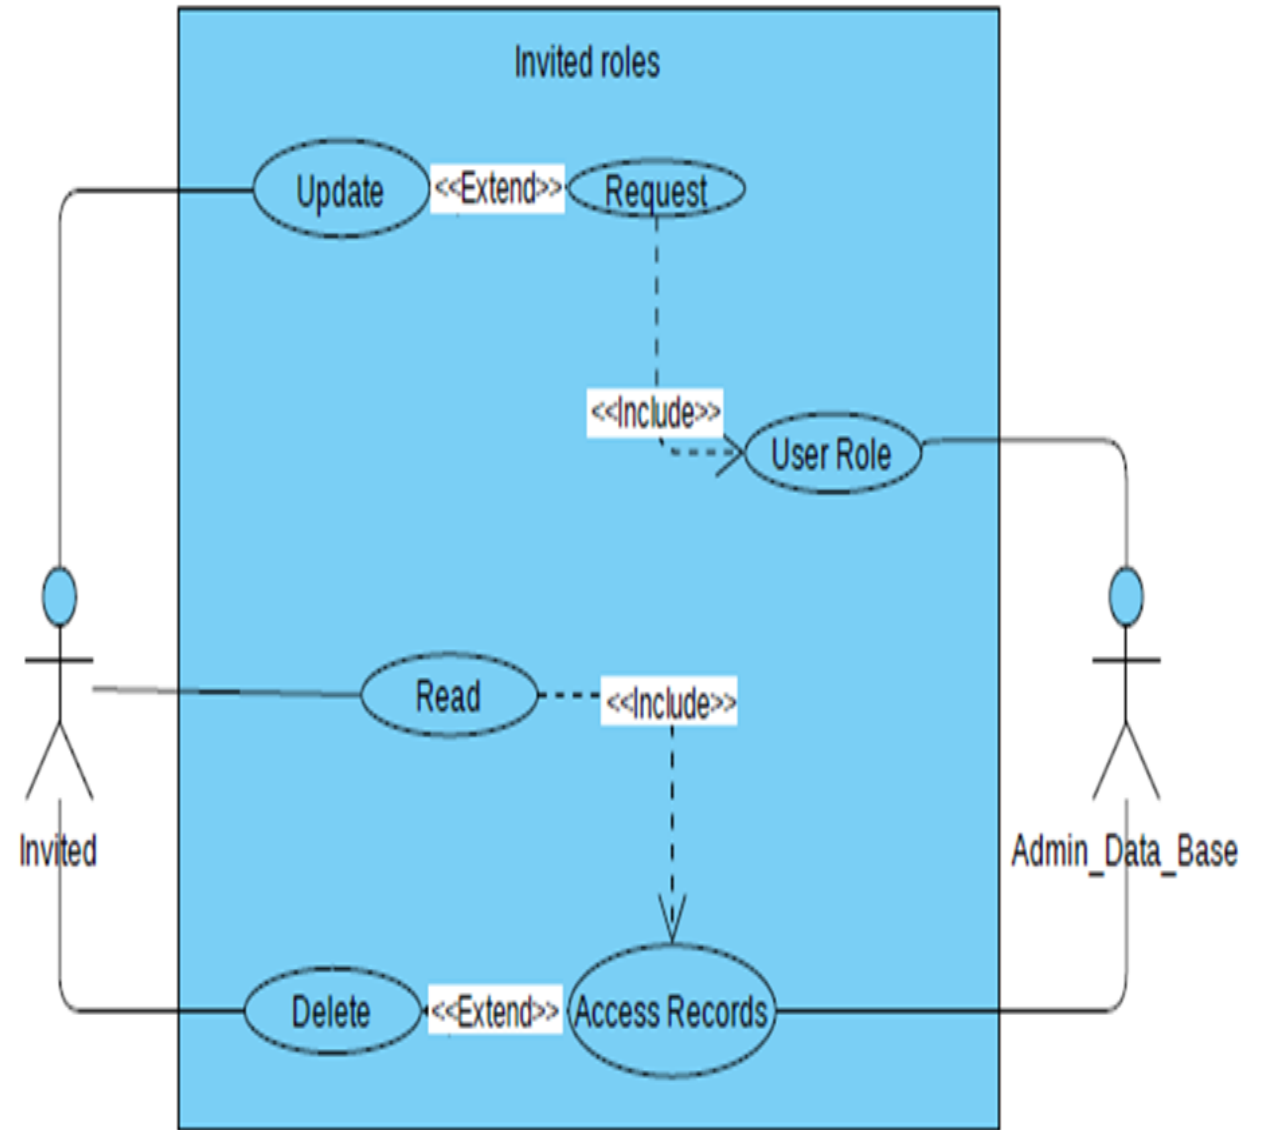 Invited roles
Update
<<Extend>>
Request
<<Include>>
User Role
Read
<<Include>>
Invited
Admin_Data_Base
Delete
<<Extend>>
Access Records